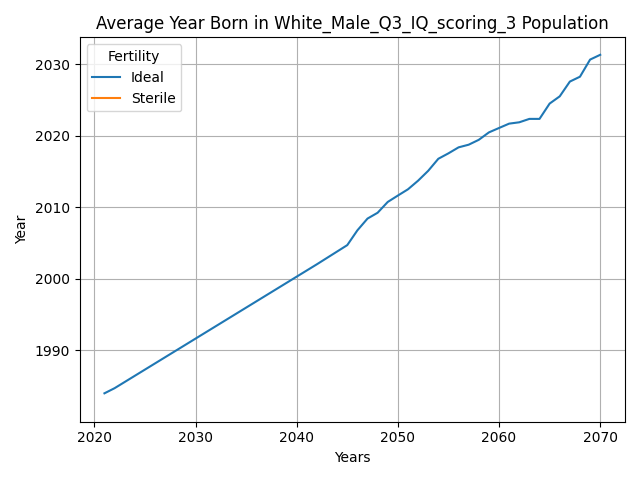 Average Year Born in White_Male_Q3_IQ_scoring_3 Population
Fertility
Ideal
Sterile
Year
2030
2020
2010
2000
1990
2020 2030 2040 2050 2060 2070
Years